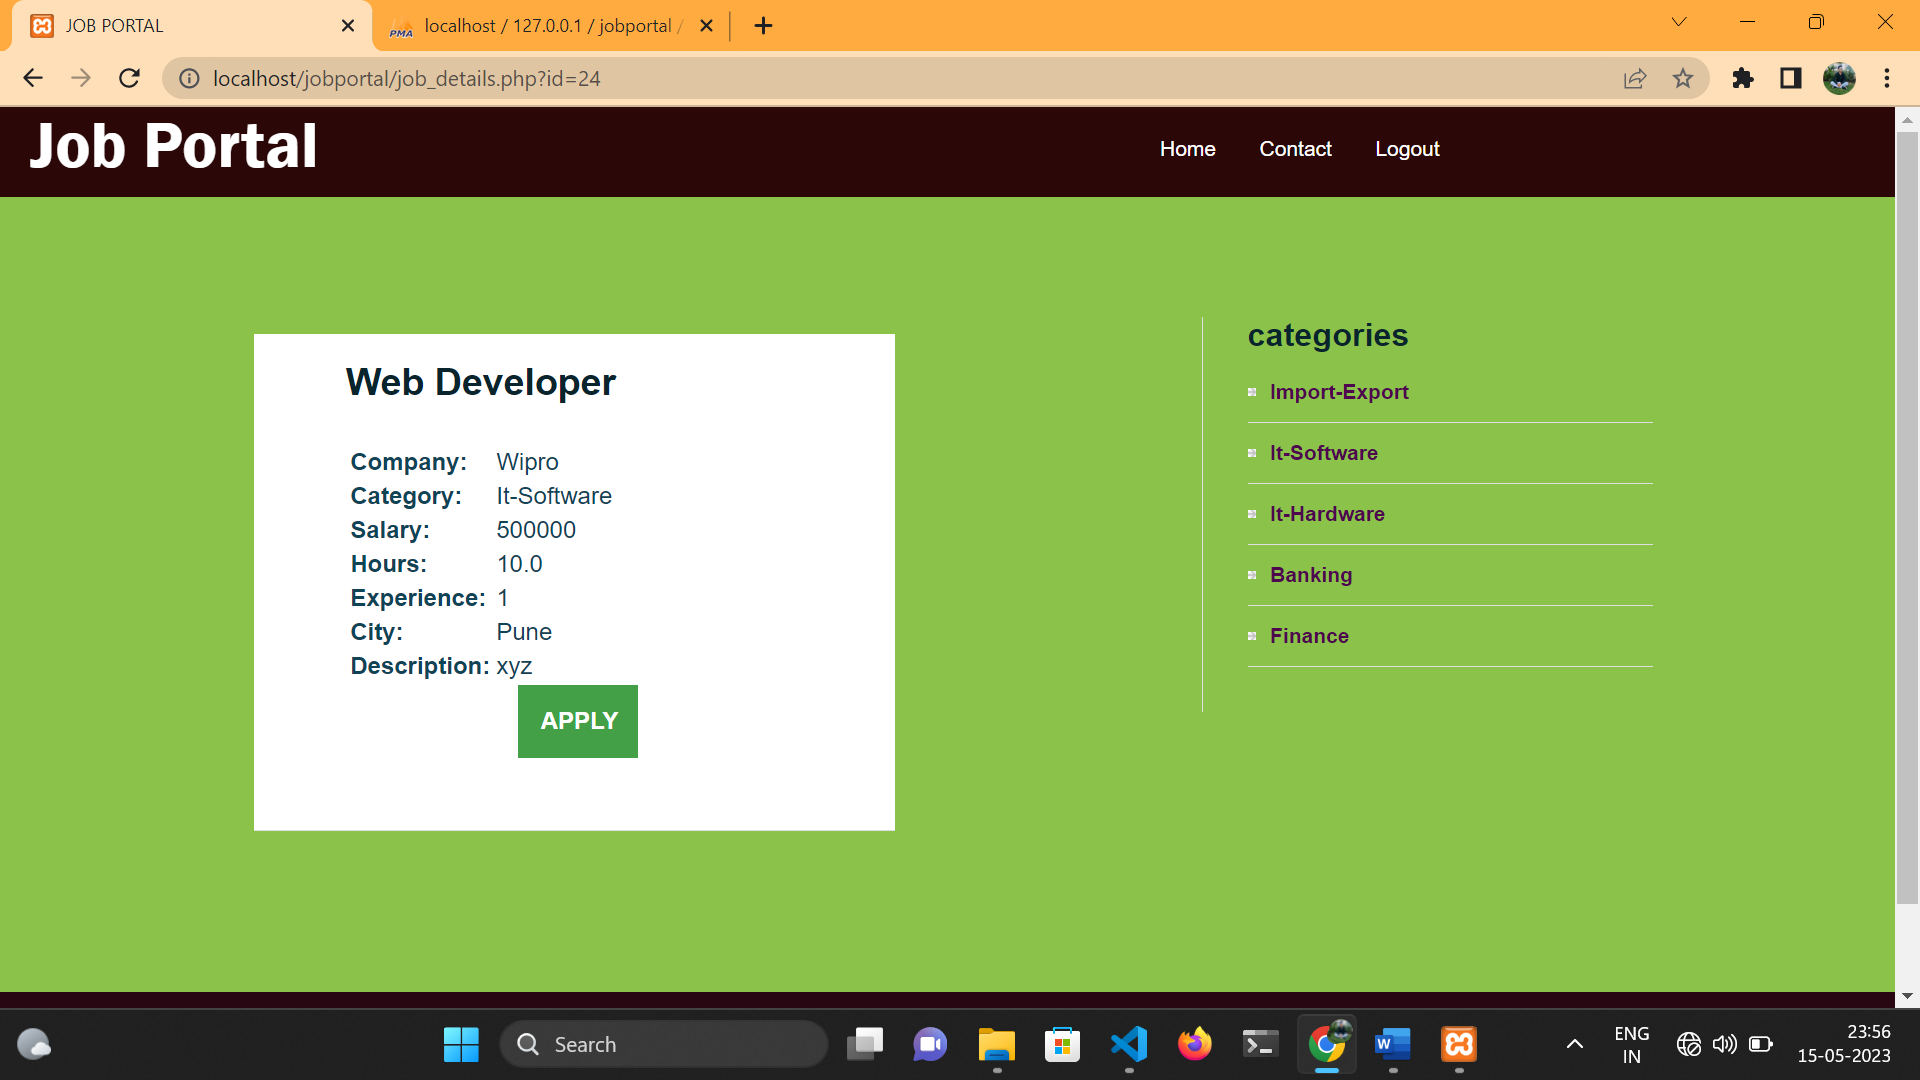 JOB PORTAL
PMA localhost / 127.0.0.1 / jobportal /
localhost/jobportal/job_details.php?id=24
Job Portal
Home Contact Logout
Web Developer
Company: Wipro
Category: It-Software
Salary: 500000
Hours: 10.0
Experience: 1
City: Pune
Description: xyz
APPLY
categories
Import-Export
It-Software
It-Hardware
Banking
Finance
Search
W
ENG
IN
23:56
15-05-2023